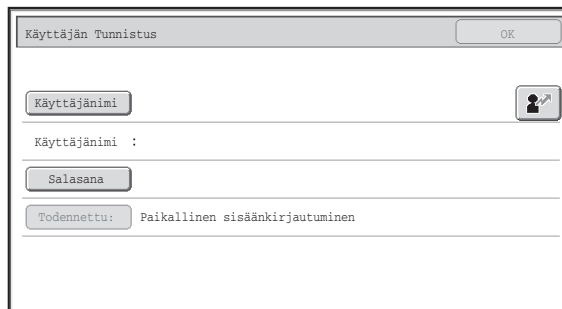 Käyttäjän Tunnistus OK
Käyttäjänimi
Käyttäjänimi :
Salasana
Todennettu: Paikallinen sisäänkirjautuminen